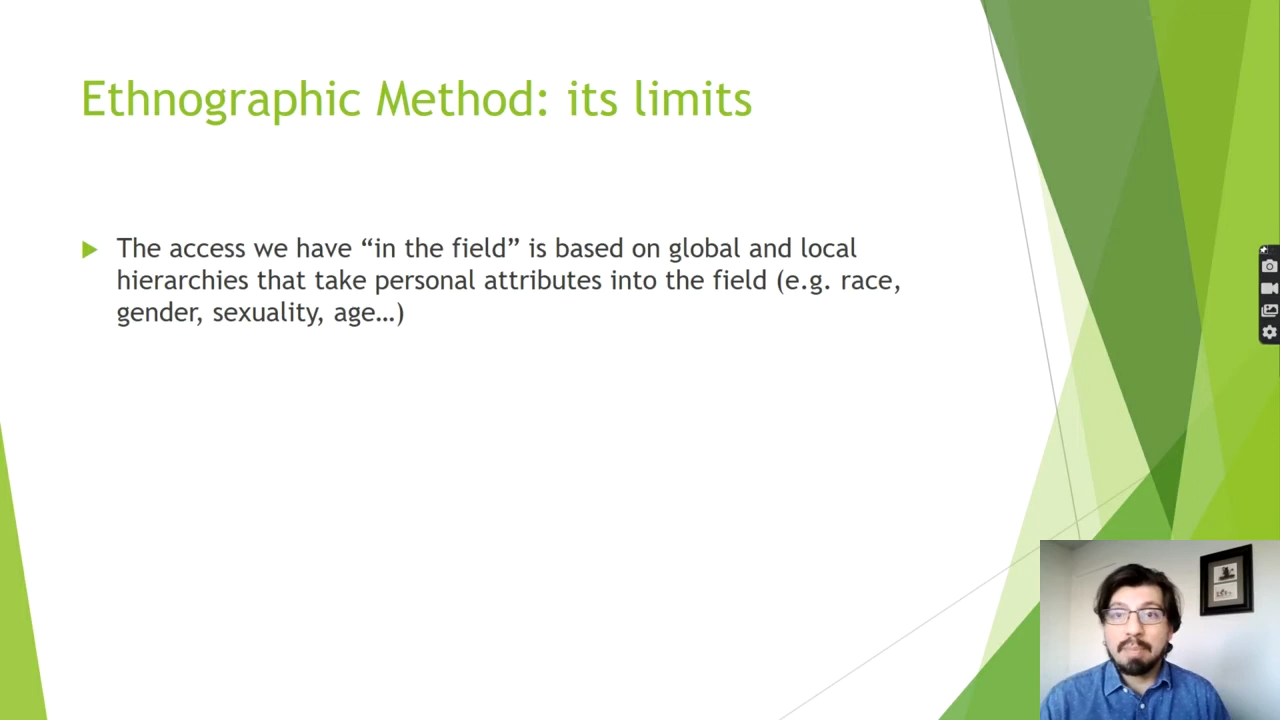 Ethnographic Method: its limits
The access we have “in the field” is based on global and local
hierarchies that take personal attributes into the field (e.g. race,
gender, sexuality, age…)